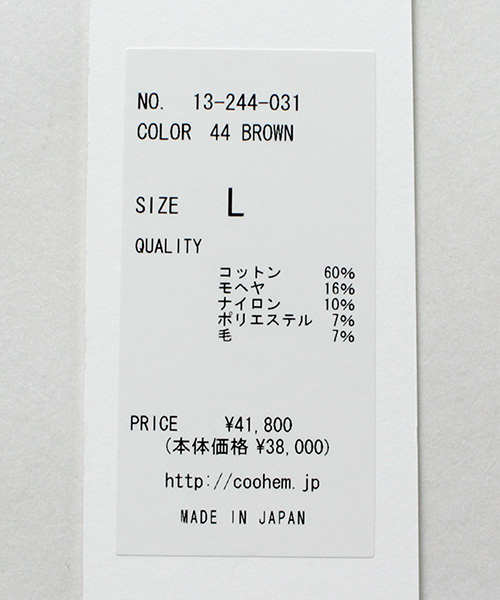 NO. 13-244-031
COLOR 44 BROWN
SIZE L
QUALITY
コットン 60%
モヘヤ 16%
ナイロン 10%
ポリエステル 7%
毛 7%
PRICE ¥41,800
(本体価格 ¥38,000)
http://coohem.jp
MADE IN JAPAN